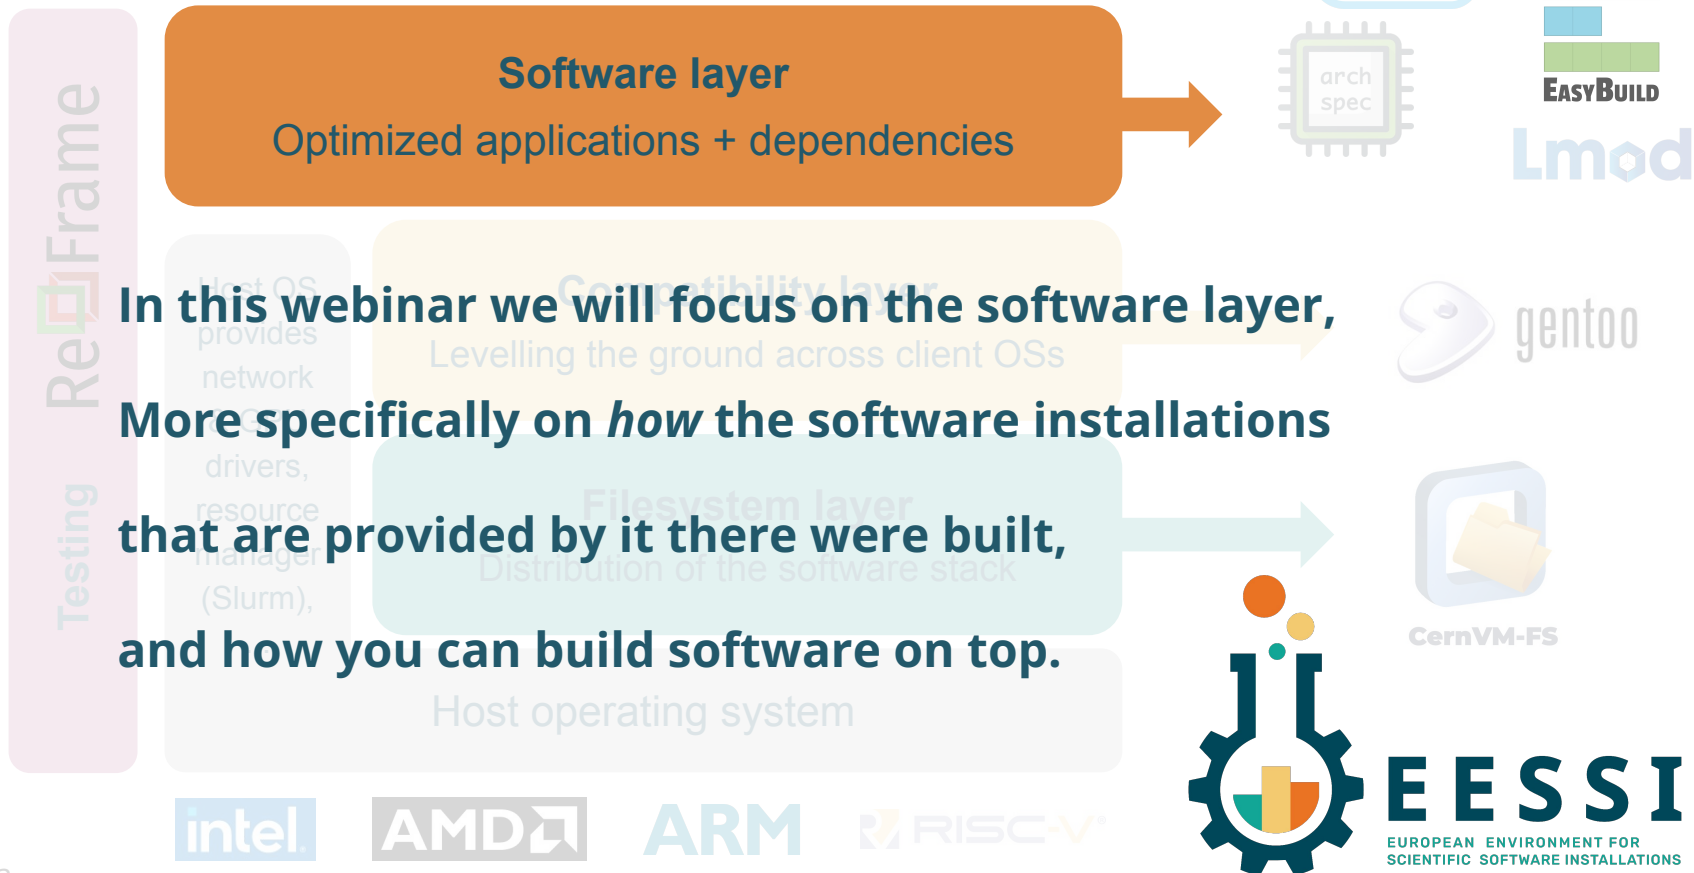 Software layer
Optimized applications + dependencies
arch
spec
EASYBUILD
Lmod
ReFrame
Testing
Host OS
provides
network
drivers,
resource
manager
(Slurm),
Compatibility layer
Levelling the ground across client OSs
gentoo
Filesystem layer
Distribution of the software stack
CernVM-FS
In this webinar we will focus on the software layer,
More specifically on how the software installations
that are provided by it there were built,
and how you can build software on top.
Host operating system
intel
AMD
ARM
RISC-V
EESSI
EUROPEAN ENVIRONMENT FOR
SCIENTIFIC SOFTWARE INSTALLATIONS